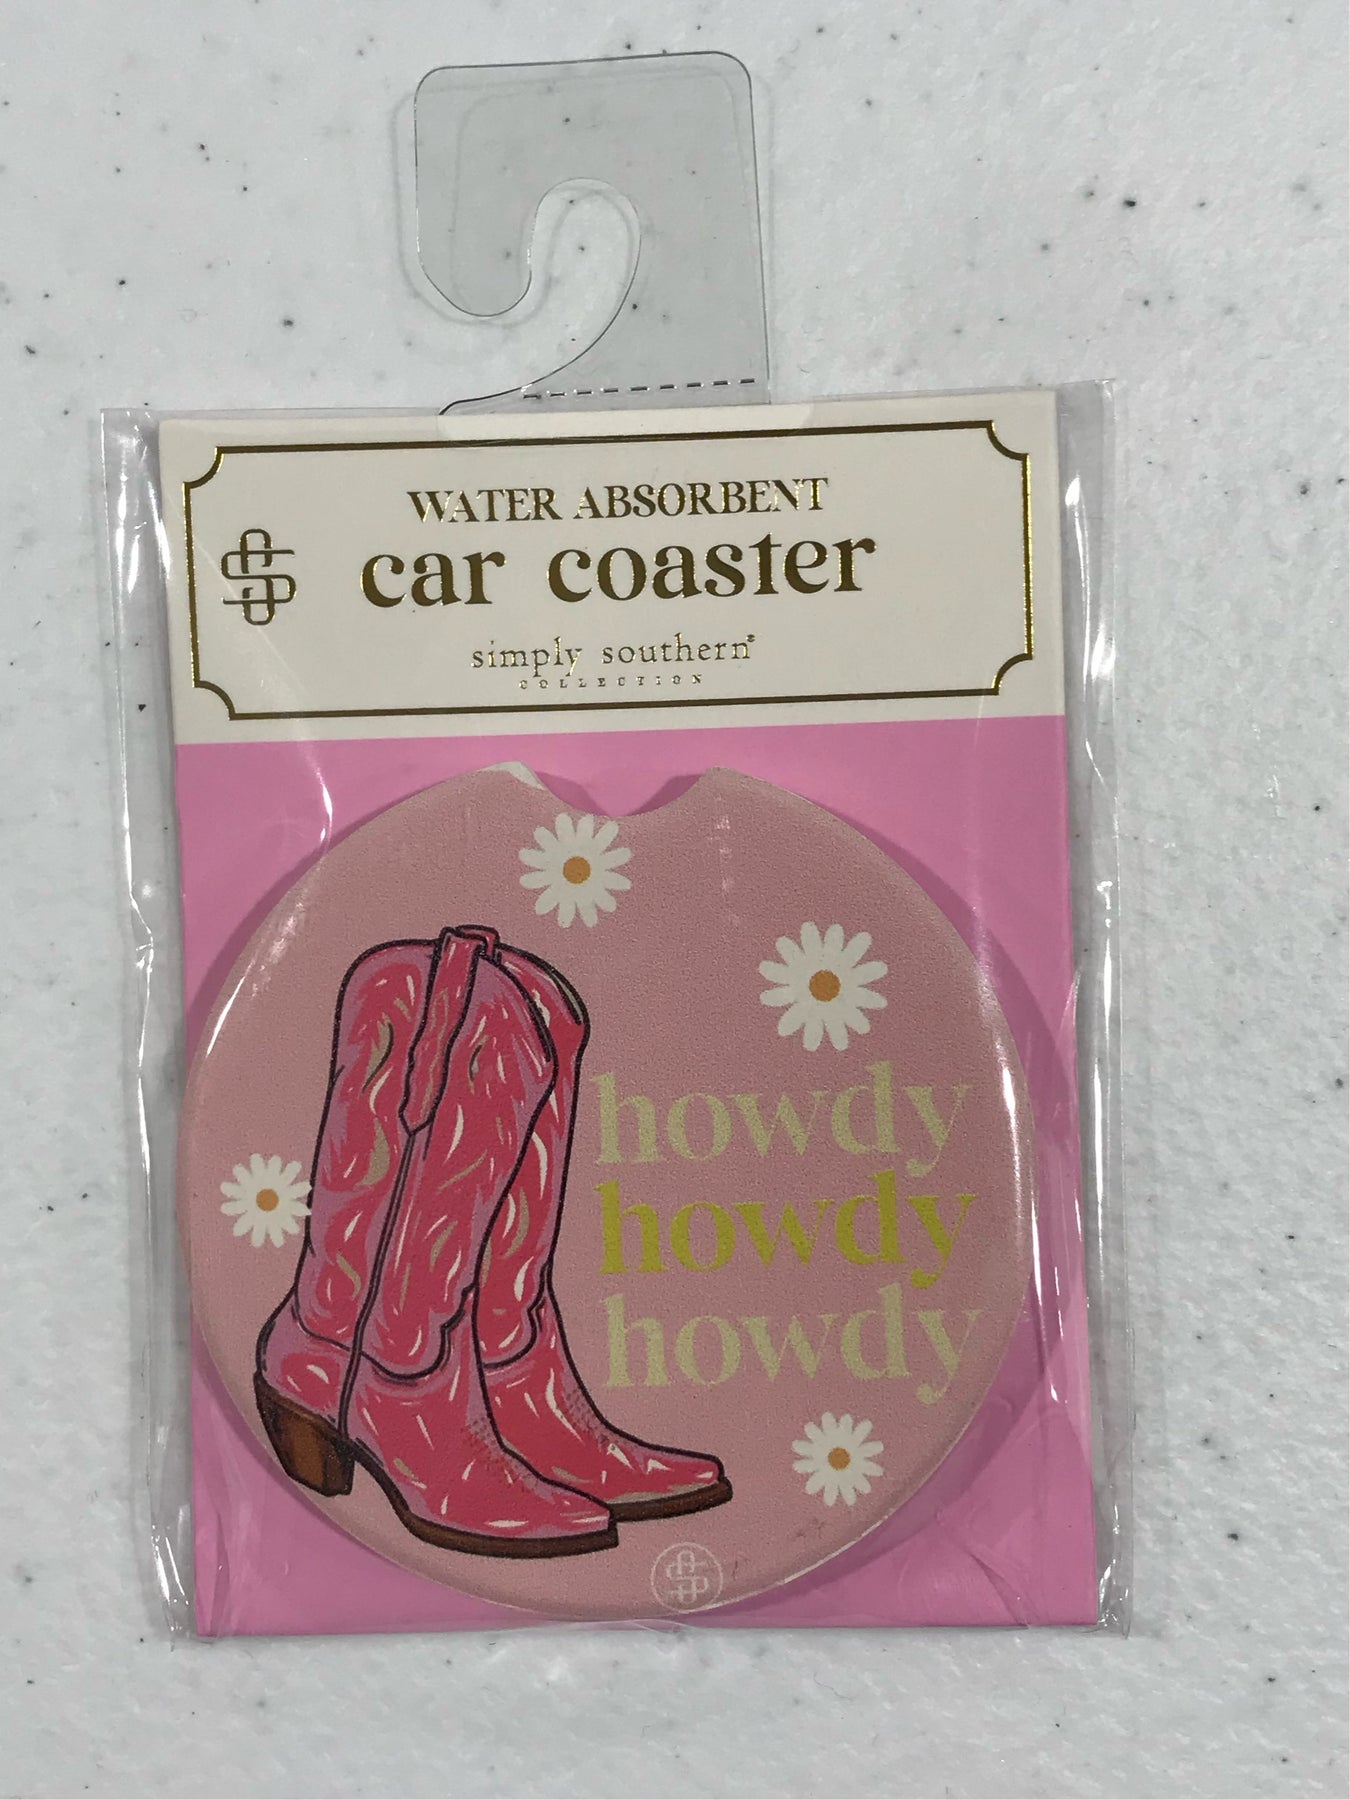 WATER ABSORBENT
car coaster
simply southern®
COLLECTION
howdy
howdy
howdy